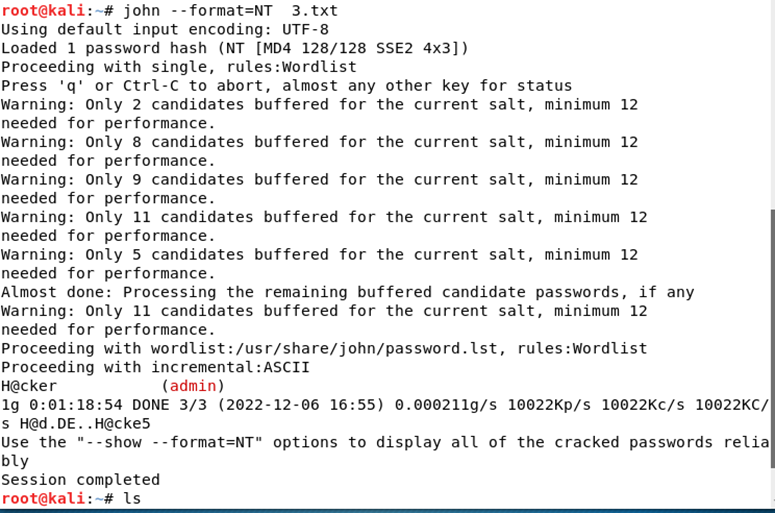 root@kali:~# john --format=NT  3.txt
Using default input encoding: UTF-8
Loaded 1 password hash (NT [MD4 128/128 SSE2 4x3])
Proceeding with single, rules:Wordlist
Press 'q' or Ctrl-C to abort, almost any other key for status
Warning: Only 2 candidates buffered for the current salt, minimum 12
needed for performance.
Warning: Only 8 candidates buffered for the current salt, minimum 12
needed for performance.
Warning: Only 9 candidates buffered for the current salt, minimum 12
needed for performance.
Warning: Only 11 candidates buffered for the current salt, minimum 12
needed for performance.
Warning: Only 5 candidates buffered for the current salt, minimum 12
needed for performance.
Almost done: Processing the remaining buffered candidate passwords, if any
Warning: Only 11 candidates buffered for the current salt, minimum 12
needed for performance.
Proceeding with wordlist:/usr/share/john/password.lst, rules:Wordlist
Proceeding with incremental:ASCII
H@cker           (admin)
1g 0:01:18:54 DONE 3/3 (2022-12-06 16:55) 0.000211g/s 10022Kp/s 10022Kc/s 10022KC/
s H@d.DE..H@cke5
Use the "--show --format=NT" options to display all of the cracked passwords relia
bly
Session completed
root@kali:~# ls